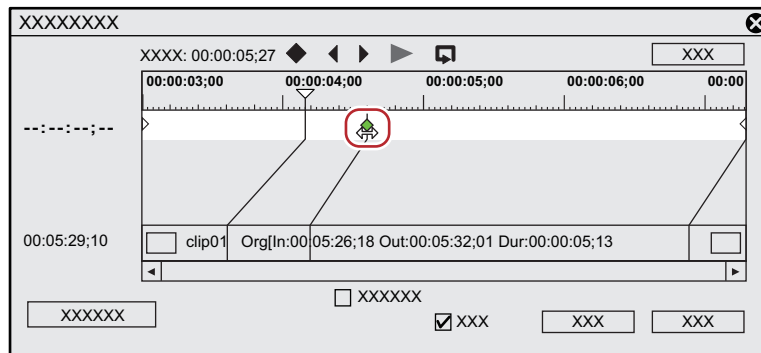 XXXXXXXX
XXXX: 00:00:05;27
XXX
00:00:03;00 00:00:04;00 00:00:05;00 00:00:06;00 00:00
--:--:--;--
00:05:29;10 clip01 Org[In:00:05:26;18 Out:00:05:32;01 Dur:00:00:05;13
XXXXXX
XXXXXX
XXX XXX XXX